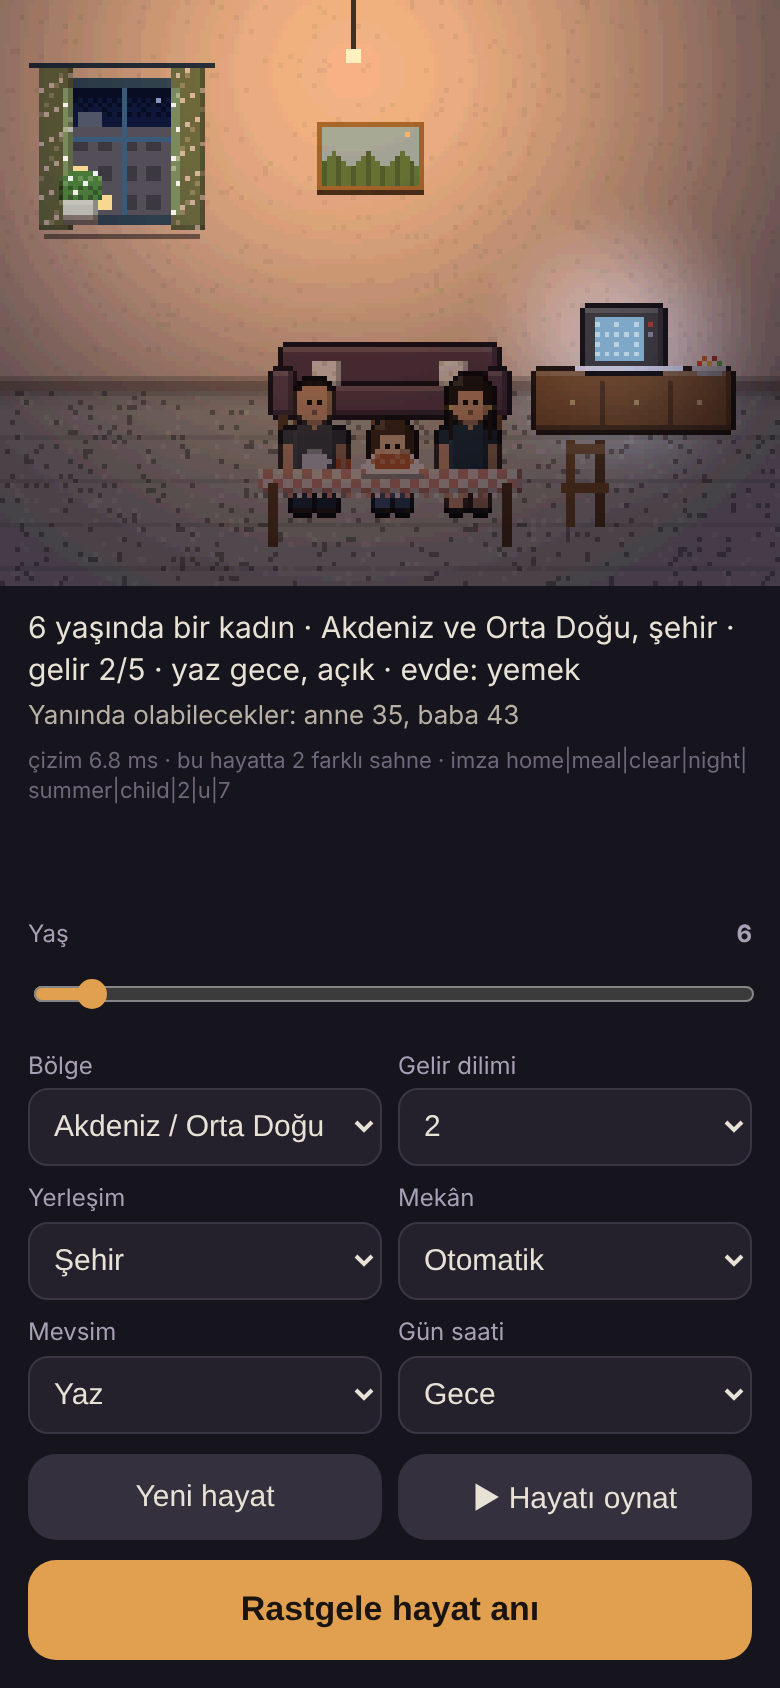 6 yaşında bir kadın · Akdeniz ve Orta Doğu, şehir ·
gelir 2/5 · yaz gece, açık · evde: yemek
Yanında olabilecekler: anne 35, baba 43
çizim 6.8 ms · bu hayatta 2 farklı sahne · imza home|meal|clear|night|
summer|child|2|u|7
Yaş 6
Bölge Gelir dilimi
Akdeniz / Orta Doğu 2
Yerleşim Mekân
Şehir Otomatik
Mevsim Gün saati
Yaz Gece
Yeni hayat ▶ Hayatı oynat
Rastgele hayat anı